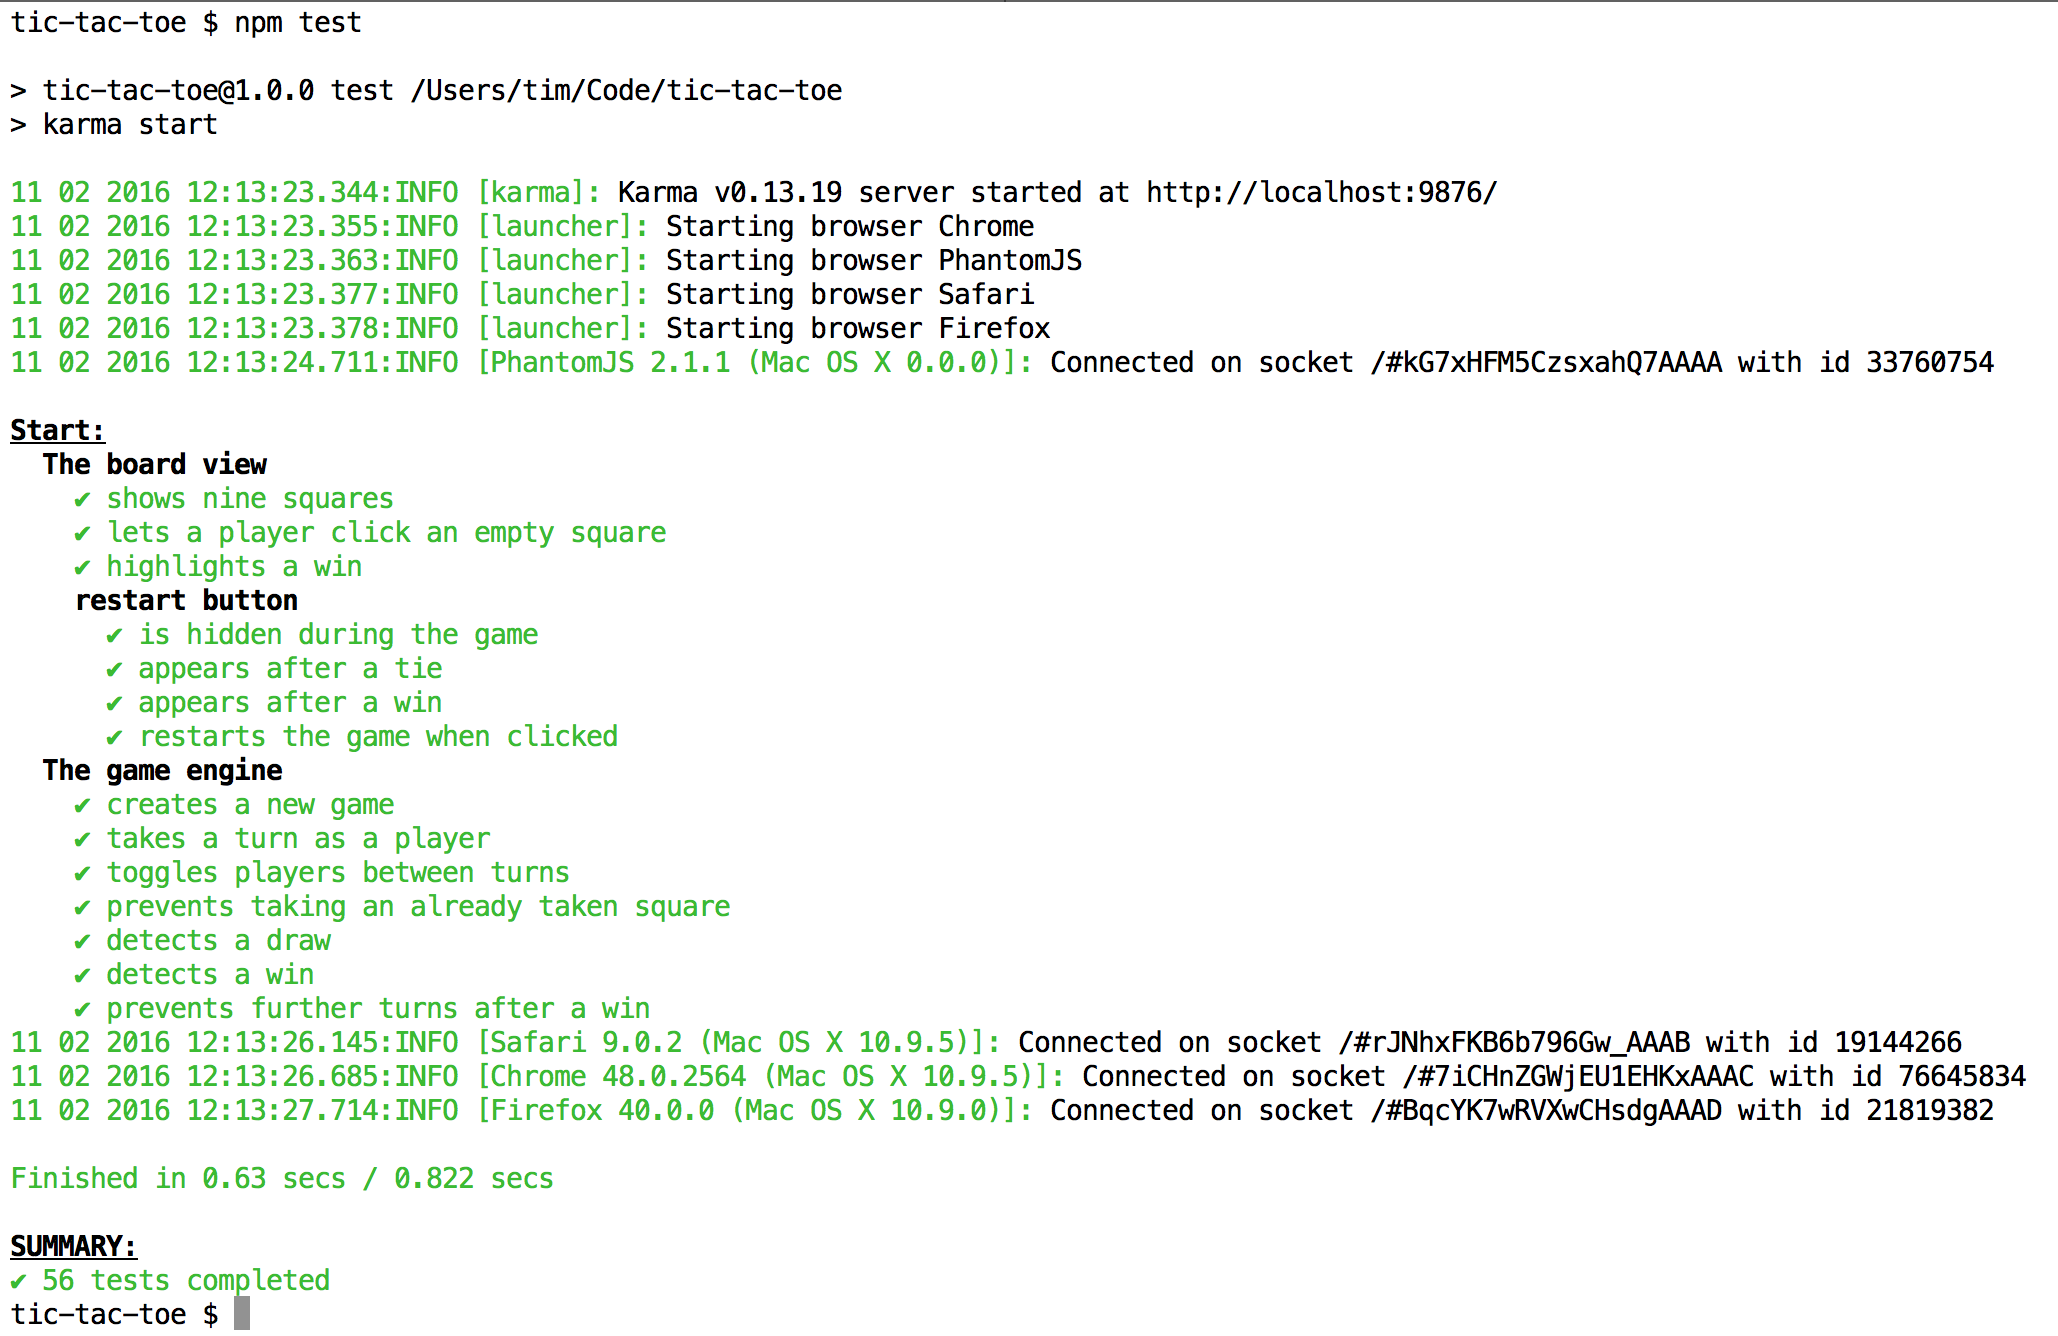 tic-tac-toe $ npm test
> tic-tac-toe@1.0.0 test /Users/tim/Code/tic-tac-toe
> karma start
11 02 2016 12:13:23.344:INFO [karma]: Karma v0.13.19 server started at http://localhost:9876/
11 02 2016 12:13:23.355:INFO [launcher]: Starting browser Chrome
11 02 2016 12:13:23.363:INFO [launcher]: Starting browser PhantomJS
11 02 2016 12:13:23.377:INFO [launcher]: Starting browser Safari
11 02 2016 12:13:23.378:INFO [launcher]: Starting browser Firefox
11 02 2016 12:13:24.711:INFO [PhantomJS 2.1.1 (Mac OS X 0.0.0)]: Connected on socket /#kG7xHFM5CzsxahQ7AAAA with id 33760754
Start:
The board view
✔ shows nine squares
✔ lets a player click an empty square
✔ highlights a win
restart button
✔ is hidden during the game
✔ appears after a tie
✔ appears after a win
✔ restarts the game when clicked
The game engine
✔ creates a new game
✔ takes a turn as a player
✔ toggles players between turns
✔ prevents taking an already taken square
✔ detects a draw
✔ detects a win
✔ prevents further turns after a win
11 02 2016 12:13:26.145:INFO [Safari 9.0.2 (Mac OS X 10.9.5)]: Connected on socket /#rJNhxFKB6b796Gw_AAAB with id 19144266
11 02 2016 12:13:26.685:INFO [Chrome 48.0.2564 (Mac OS X 10.9.5)]: Connected on socket /#7iCHnZGWjEU1EHKxAAAC with id 76645834
11 02 2016 12:13:27.714:INFO [Firefox 40.0.0 (Mac OS X 10.9.0)]: Connected on socket /#BqcYK7wRVXwCHsdgAAAD with id 21819382
Finished in 0.63 secs / 0.822 secs
SUMMARY:
✔ 56 tests completed
tic-tac-toe $